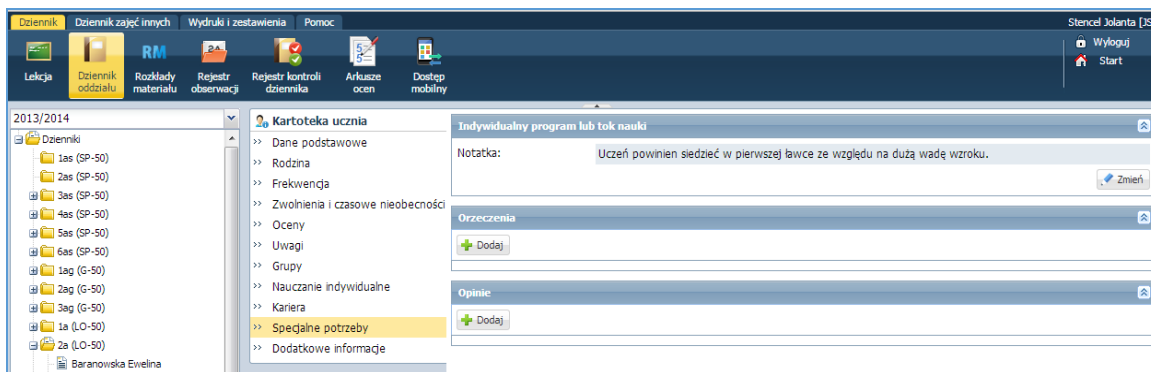 Dziennik Dziennik zajęć innych Wydruki i zestawienia Pomoc
Stencel Jolanta [JS
Wyloguj
Start
Lekcja
Dziennik oddziału
RM
Rozkłady materiału
Rejestr obserwacji
Rejestr kontroli dziennika
Arkusze ocen
Dostęp mobilny
2013/2014
Dzienniki
1as (SP-50)
2as (SP-50)
3as (SP-50)
4as (SP-50)
5as (SP-50)
6as (SP-50)
1ag (G-50)
2ag (G-50)
3ag (G-50)
1a (LO-50)
2a (LO-50)
Baranowska Ewelina
Kartoteka ucznia
>> Dane podstawowe
>> Rodzina
>> Frekwencja
>> Zwolnienia i czasowe nieobecności
>> Oceny
>> Uwagi
>> Grupy
>> Nauczanie indywidualne
>> Kariera
>> Specjalne potrzeby
>> Dodatkowe informacje
Indywidualny program lub tok nauki
Notatka: Uczeń powinien siedzieć w pierwszej ławce ze względu na dużą wadę wzroku.
Zmień
Orzeczenia
Dodaj
Opinie
Dodaj